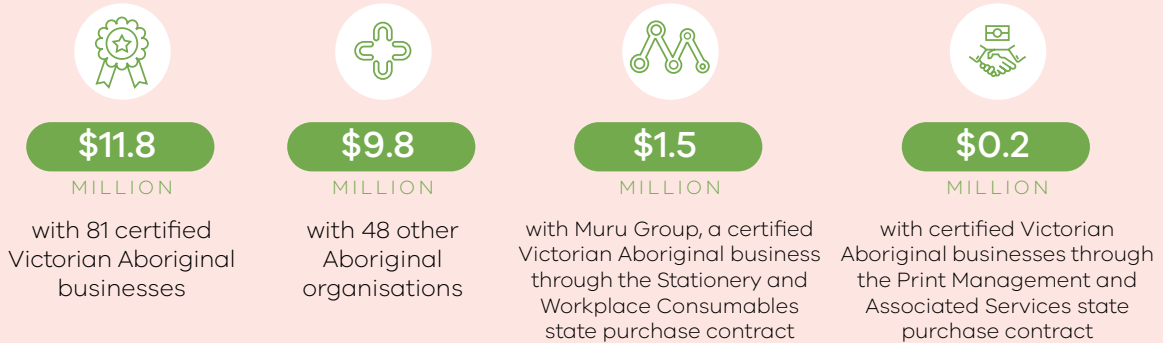 $11.8
MILLION
with 81 certified
Victorian Aboriginal
businesses
$9.8
MILLION
with 48 other
Aboriginal
organisations
$1.5
MILLION
with Muru Group, a certified
Victorian Aboriginal business
through the Stationery and
Workplace Consumables
state purchase contract
$0.2
MILLION
with certified Victorian
Aboriginal businesses through
the Print Management and
Associated Services state
purchase contract